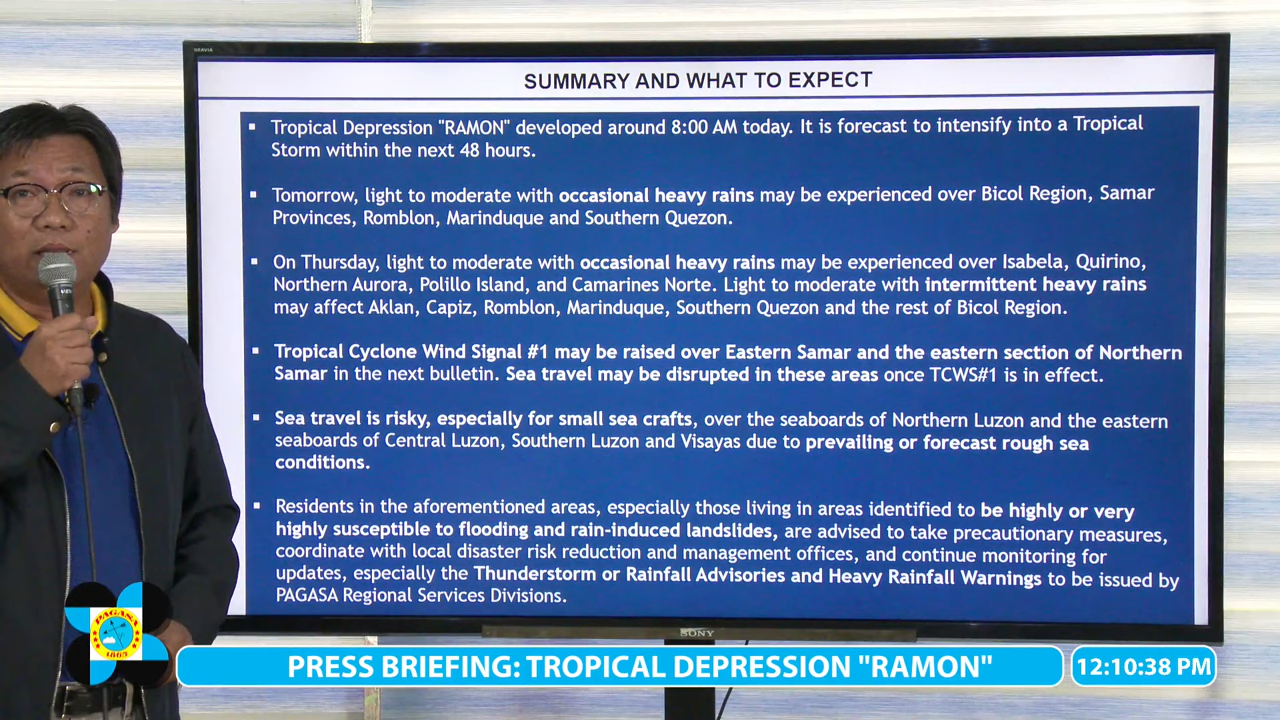 BRAVIA
SUMMARY AND WHAT TO EXPECT
▪ Tropical Depression "RAMON" developed around 8:00 AM today. It is forecast to intensify into a Tropical
Storm within the next 48 hours.
▪ Tomorrow, light to moderate with occasional heavy rains may be experienced over Bicol Region, Samar
Provinces, Romblon, Marinduque and Southern Quezon.
▪ On Thursday, light to moderate with occasional heavy rains may be experienced over Isabela, Quirino,
Northern Aurora, Polillo Island, and Camarines Norte. Light to moderate with intermittent heavy rains
may affect Aklan, Capiz, Romblon, Marinduque, Southern Quezon and the rest of Bicol Region.
▪ Tropical Cyclone Wind Signal #1 may be raised over Eastern Samar and the eastern section of Northern
Samar in the next bulletin. Sea travel may be disrupted in these areas once TCWS#1 is in effect.
▪ Sea travel is risky, especially for small sea crafts, over the seaboards of Northern Luzon and the eastern
seaboards of Central Luzon, Southern Luzon and Visayas due to prevailing or forecast rough sea
conditions.
▪ Residents in the aforementioned areas, especially those living in areas identified to be highly or very
highly susceptible to flooding and rain-induced landslides, are advised to take precautionary measures,
coordinate with local disaster risk reduction and management offices, and continue monitoring for
updates, especially the Thunderstorm or Rainfall Advisories and Heavy Rainfall Warnings to be issued by
PAGASA Regional Services Divisions.
SONY
PAGASA
1865
PRESS BRIEFING: TROPICAL DEPRESSION "RAMON"
12:10:38 PM